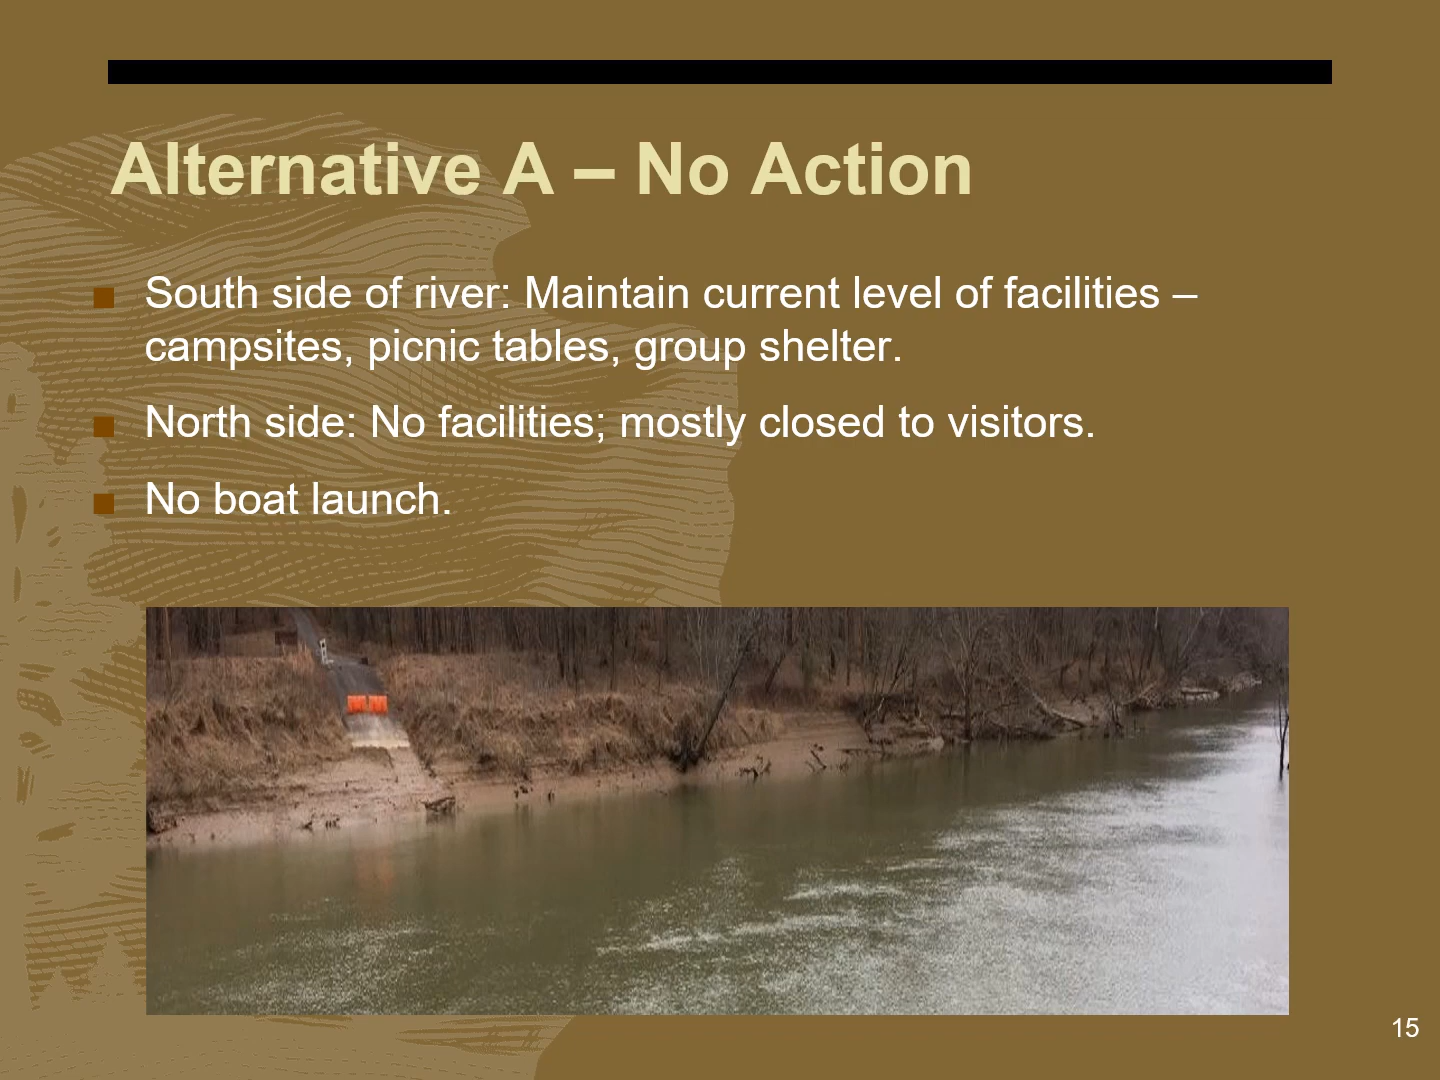 Alternative A – No Action
South side of river: Maintain current level of facilities –
campsites, picnic tables, group shelter.
North side: No facilities; mostly closed to visitors.
No boat launch.
15